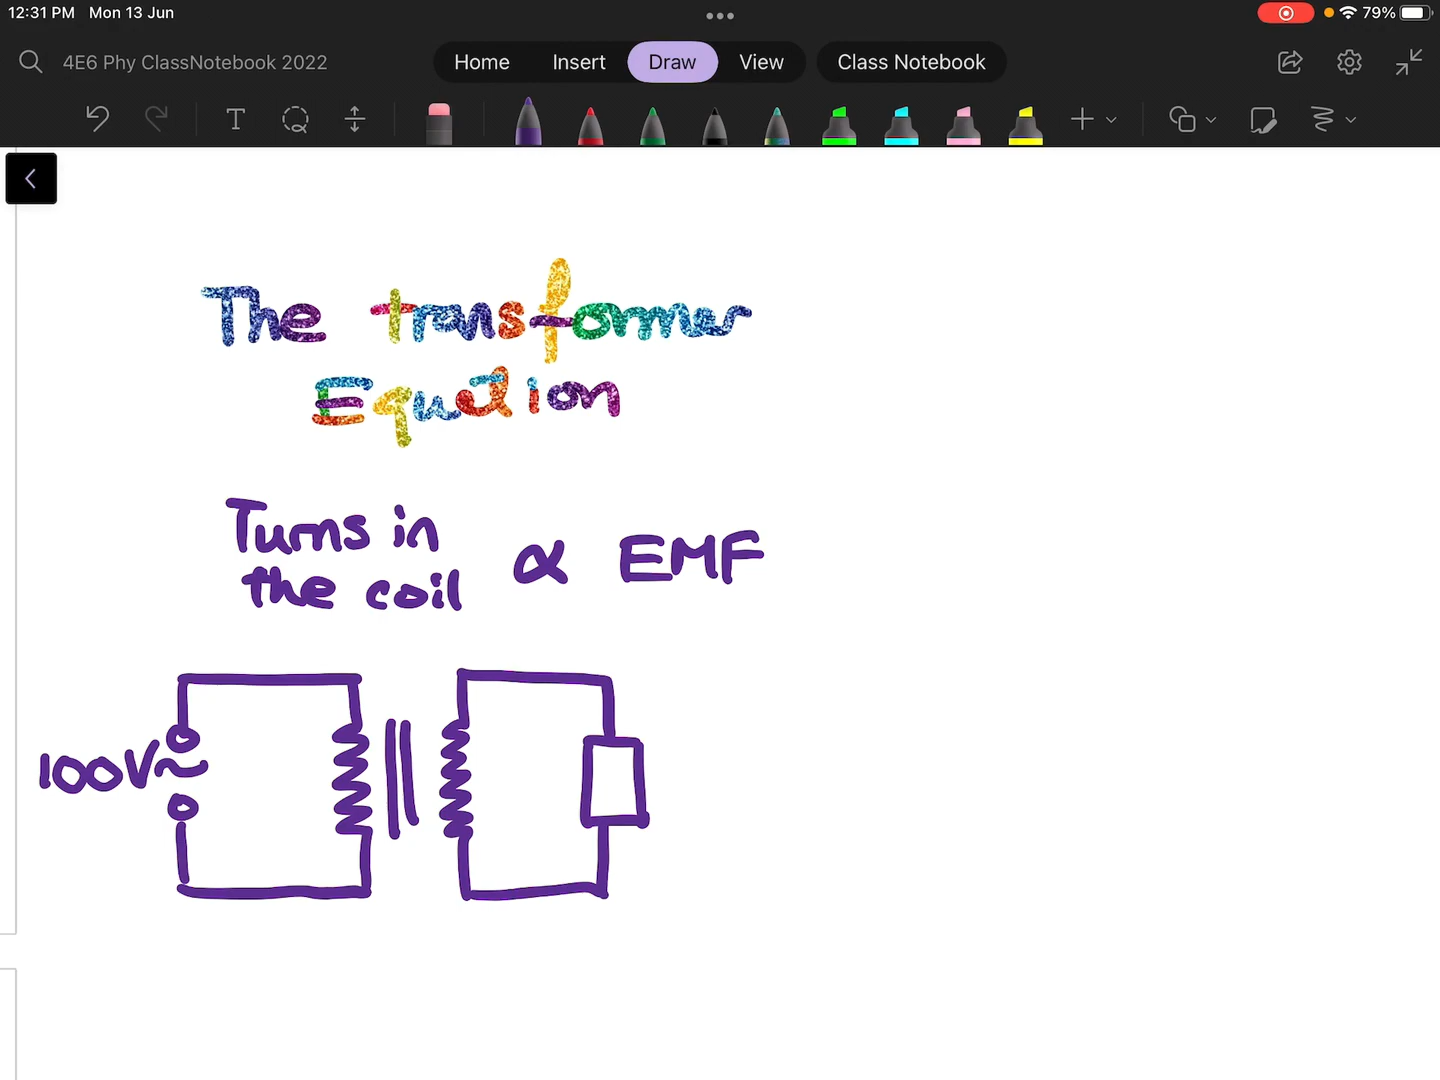 12:31 PM Mon 13 Jun
79%
4E6 Phy ClassNotebook 2022
Home Insert Draw View Class Notebook
T
The transformer
Equation
Turns in
the coil ∝ EMF
100V~